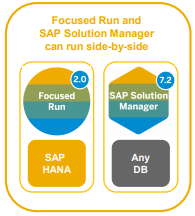 Focused Run and
SAP Solution Manager
can run side-by-side
2.0
Focused
Run
SAP
HANA
7.2
SAP Solution
Manager
Any
DB